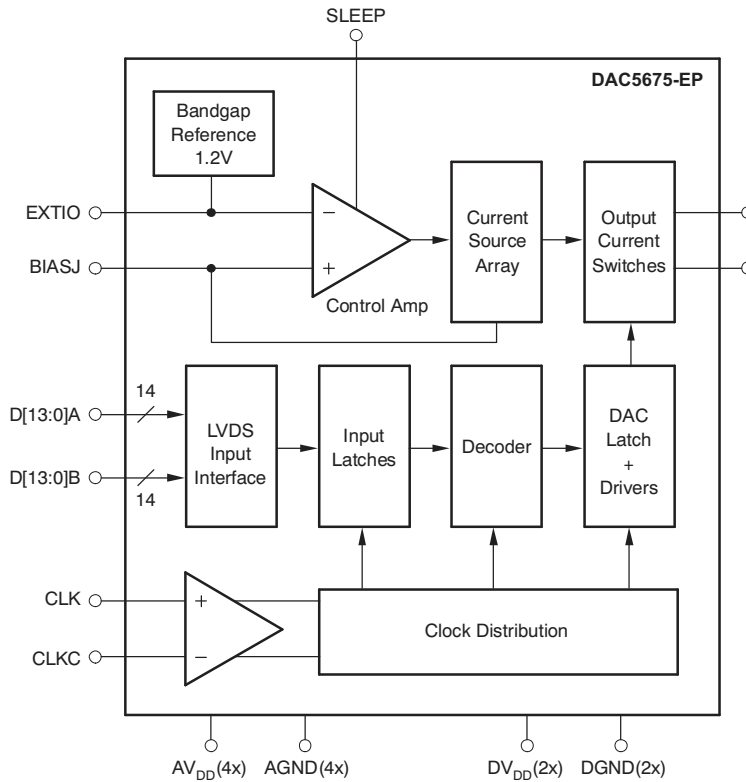 SLEEP
DAC5675-EP
Bandgap
Reference
1.2V
EXTIO
BIASJ
−
+
Control Amp
Current
Source
Array
Output
Current
Switches
D[13:0]A
14
D[13:0]B
14
LVDS
Input
Interface
Input
Latches
Decoder
DAC
Latch
+
Drivers
CLK
CLKC
+
−
Clock Distribution
AVDD(4x)
AGND(4x)
DVDD(2x)
DGND(2x)